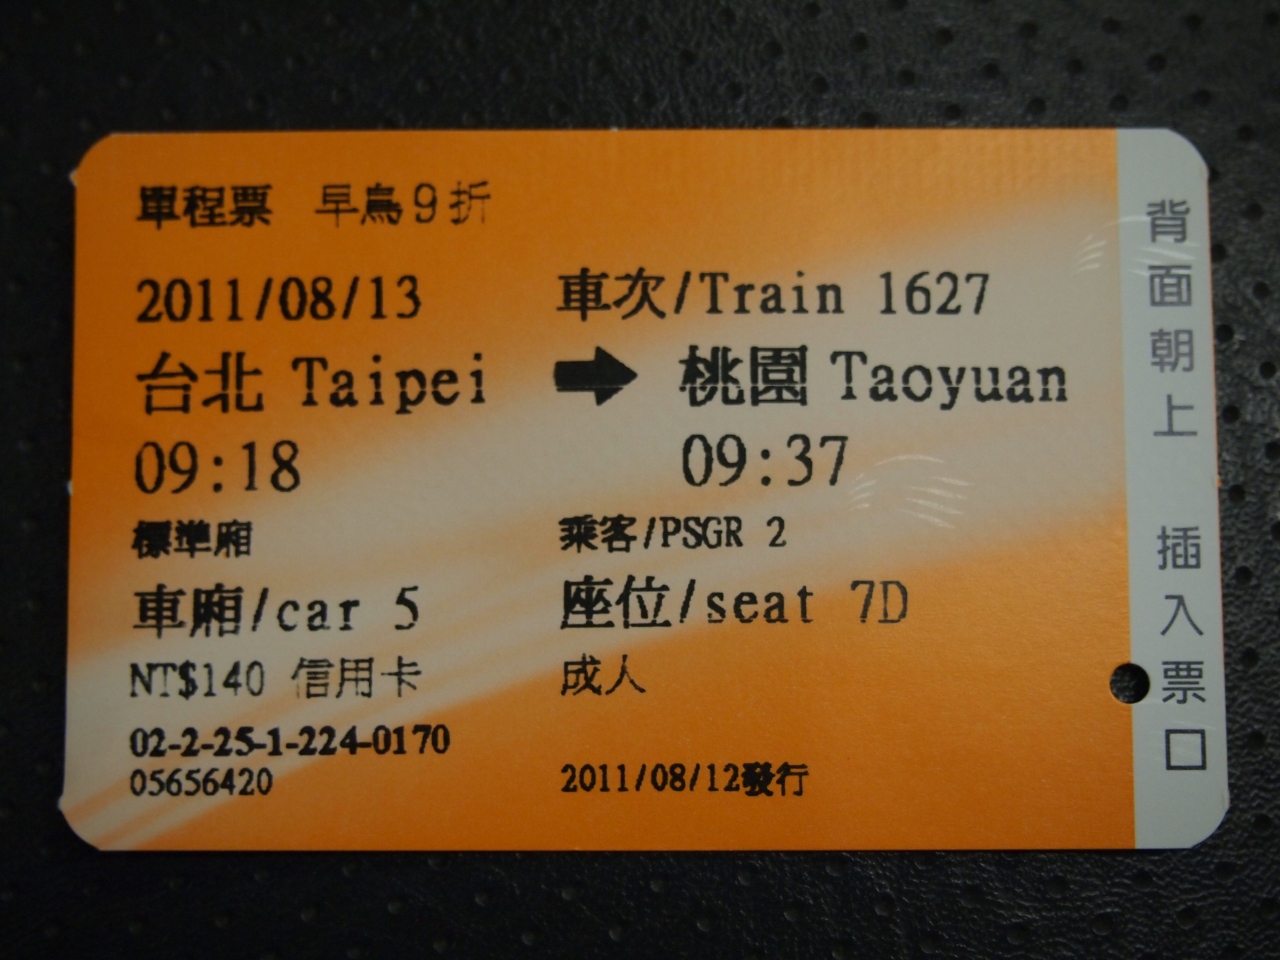 單程票 早鳥9折
2011/08/13 車次/Train 1627
台北 Taipei → 桃園 Taoyuan
09:18 09:37
標準廂 乘客/PSGR 2
車廂/car 5 座位/seat 7D
NT$140 信用卡 成人
02-2-25-1-224-0170
05656420 2011/08/12發行
背面朝上 插入票口